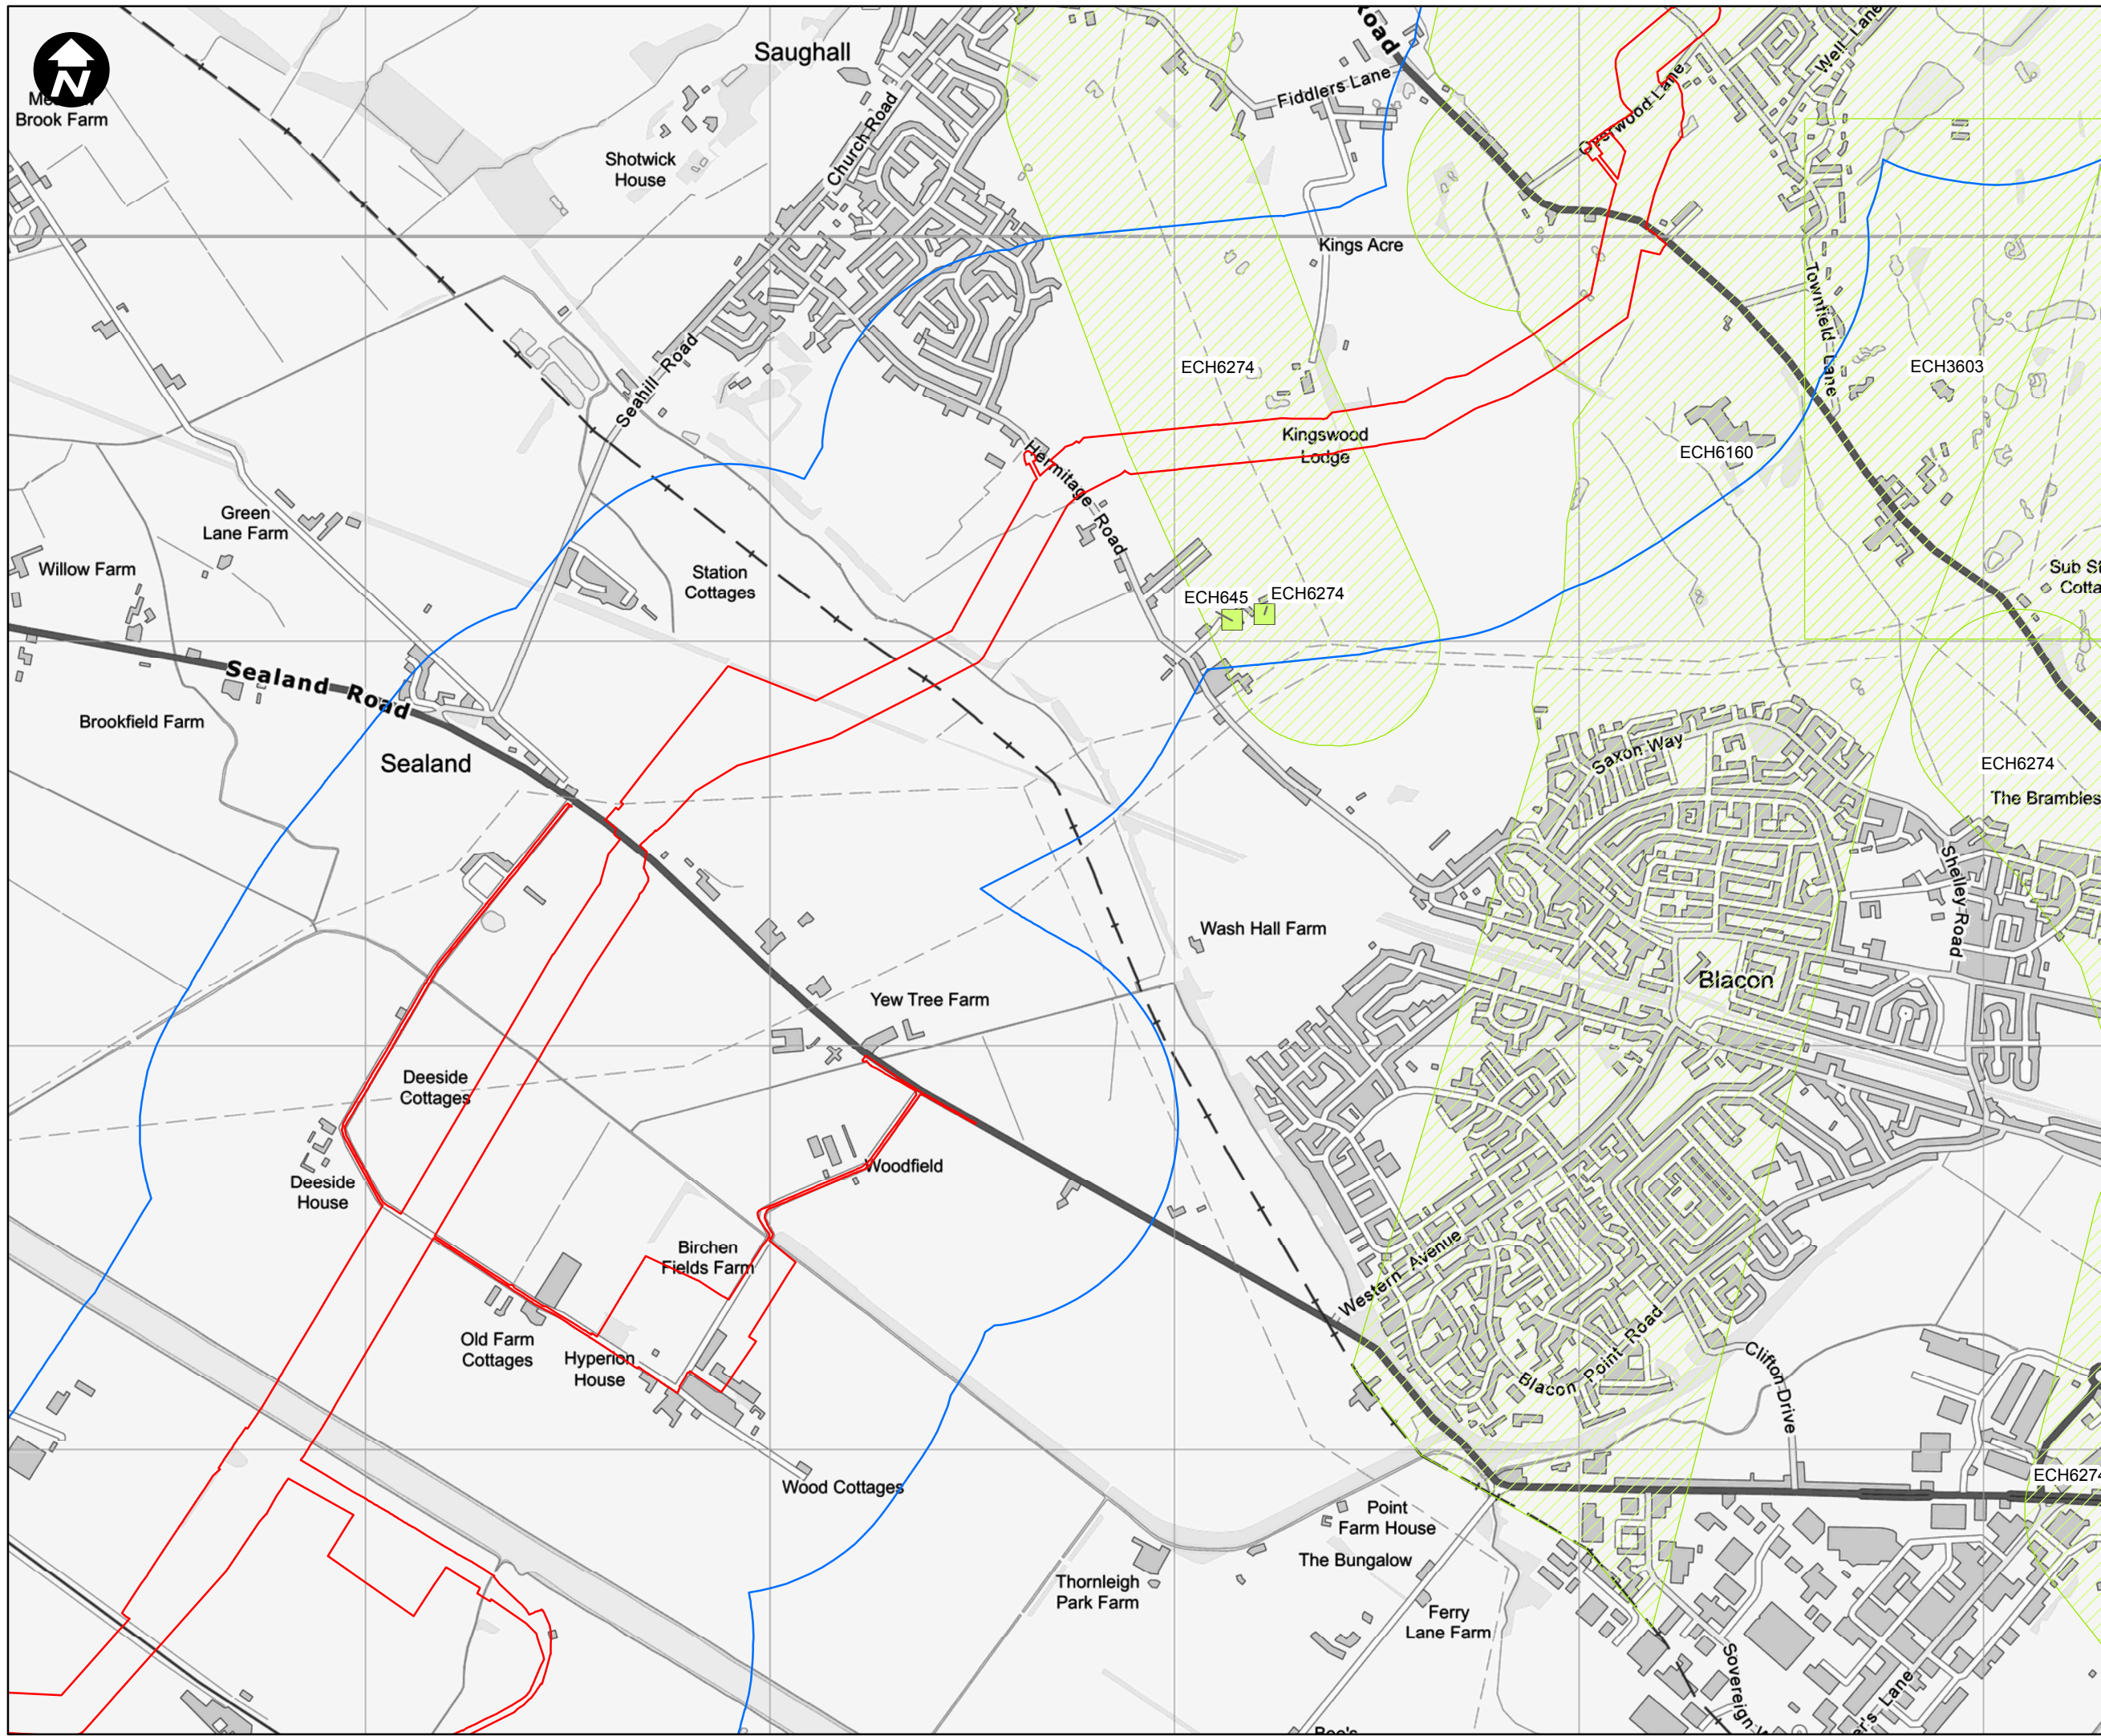 N
Brook Farm
Saughall
Shotwick
House
Church Road
Road
Fiddlers Lane
Well Lane
Kings Acre
Townfield Lane
Seahill Road
ECH6274
ECH3603
Kingswood
Lodge
Hermitage Road
ECH6160
Green
Lane Farm
Willow Farm
Station
Cottages
ECH645
ECH6274
Sub
Sealand Road
Brookfield Farm
Sealand
Saxon Way
ECH6274
The Brambles
Shelley Road
Wash Hall Farm
Blacon
Yew Tree Farm
Deeside
Cottages
Woodfield
Deeside
House
Birchen
Fields Farm
Western Avenue
Old Farm
Cottages
Hyperion
House
Blacon Point Road
Clifton Drive
Wood Cottages
ECH6274
Point
Farm House
The Bungalow
Thornleigh
Park Farm
Ferry
Lane Farm
Sovereign
Lane